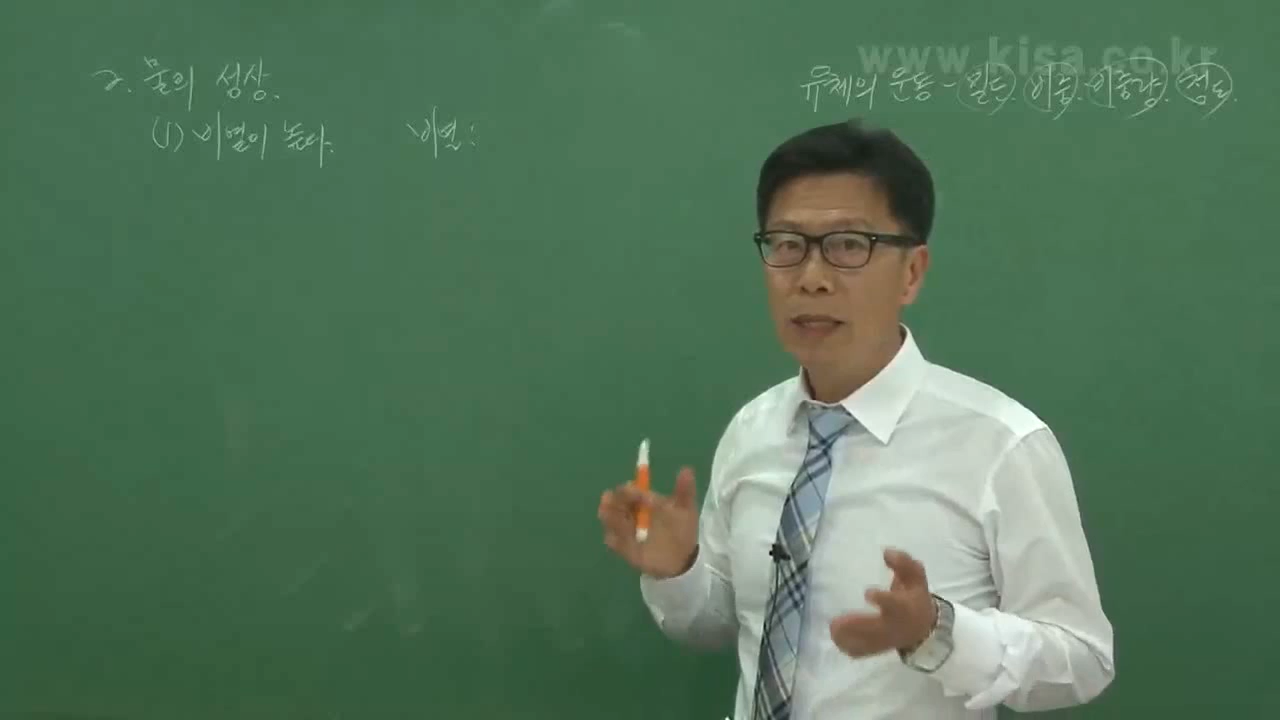 www.kisa.co.kr
2. 물의 성상.
유체의 운동 - 밀도. 비중. 비중량. 점도.
(1) 비열이 높다. 비열: